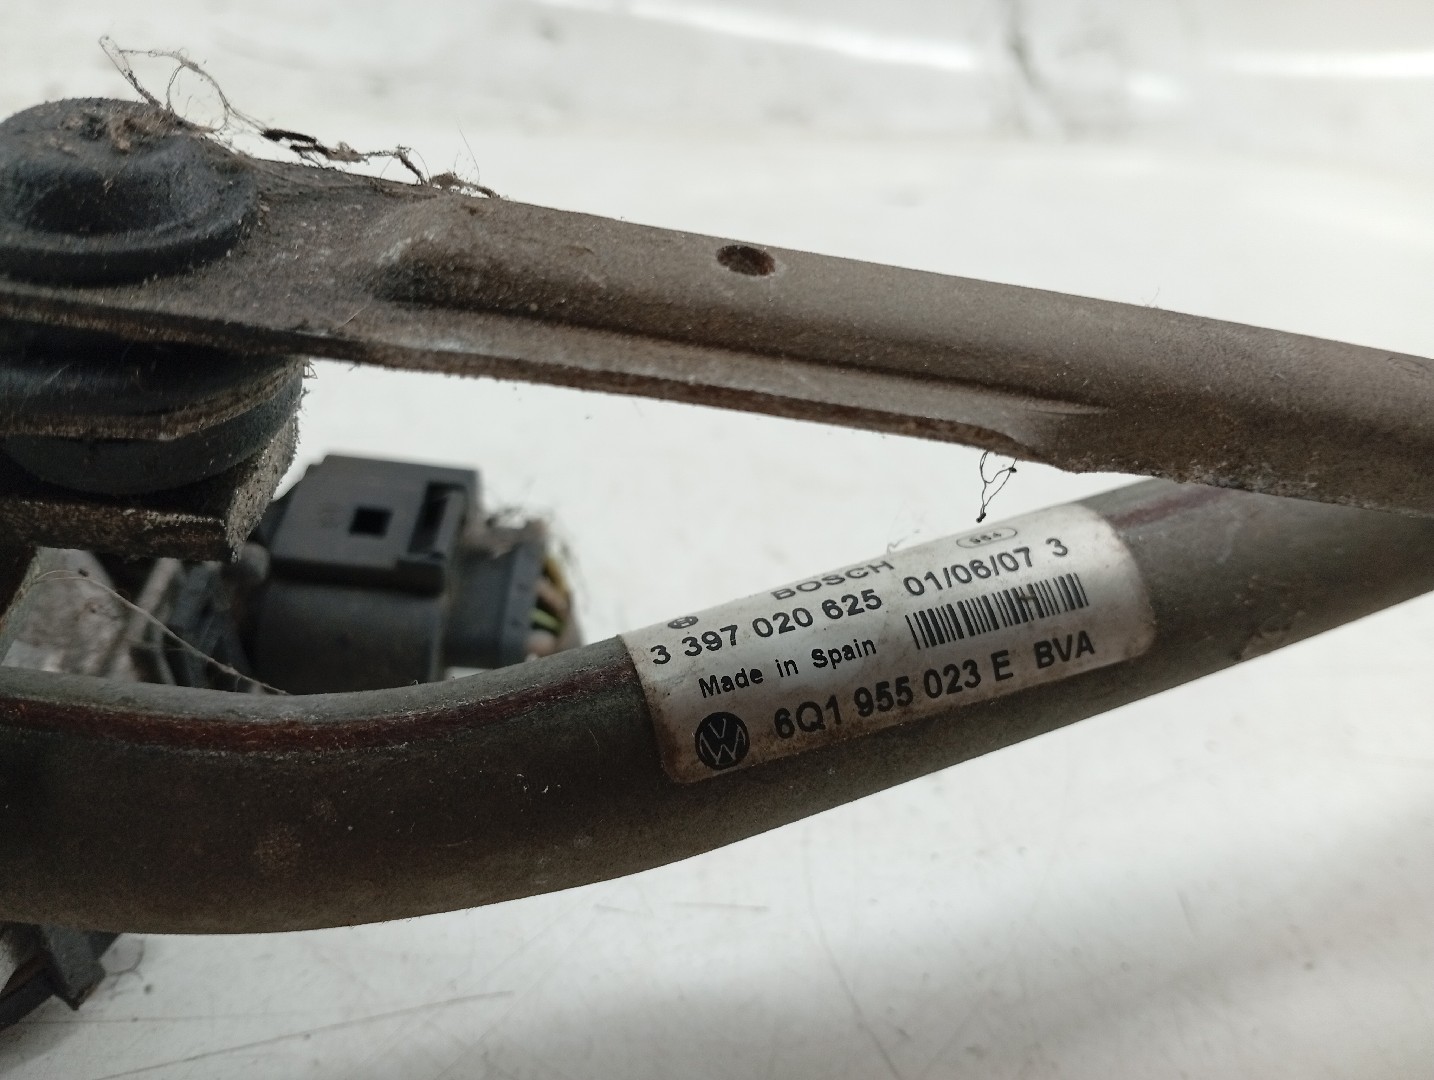 BOSCH
3 397 020 625 01/06/07 3
Made in Spain
6Q1 955 023 E BVA